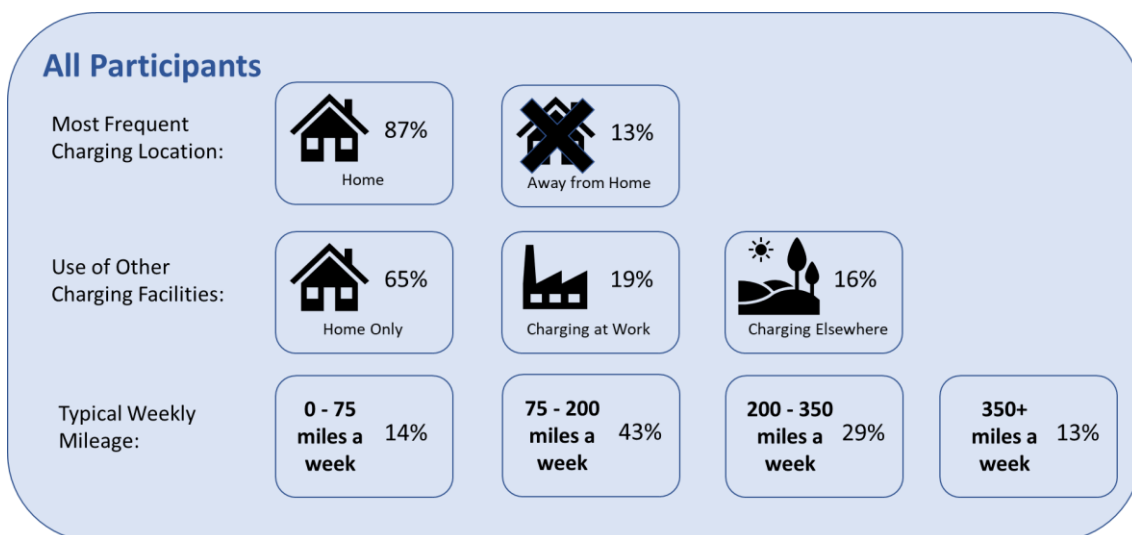 All Participants
Most Frequent
Charging Location:
87%
Home
13%
Away from Home
Use of Other
Charging Facilities:
65%
Home Only
19%
Charging at Work
16%
Charging Elsewhere
Typical Weekly
Mileage:
0 - 75
miles a
week
14%
75 - 200
miles a
week
43%
200 - 350
miles a
week
29%
350+
miles a
week
13%